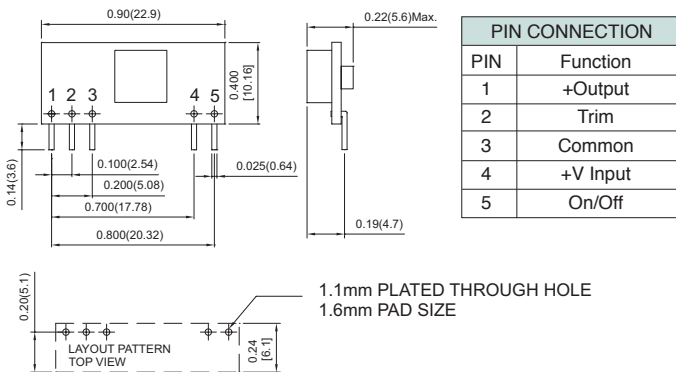 0.90(22.9)
0.22(5.6)Max.
0.400
[10.16]
1 2 3 4 5
0.14(3.6)
0.100(2.54)
0.025(0.64)
0.200(5.08)
0.700(17.78)
0.19(4.7)
0.800(20.32)
PIN CONNECTION
PIN Function
1 +Output
2 Trim
3 Common
4 +V Input
5 On/Off
0.20(5.1)
1.1mm PLATED THROUGH HOLE
1.6mm PAD SIZE
LAYOUT PATTERN
TOP VIEW
0.24
[6.1]